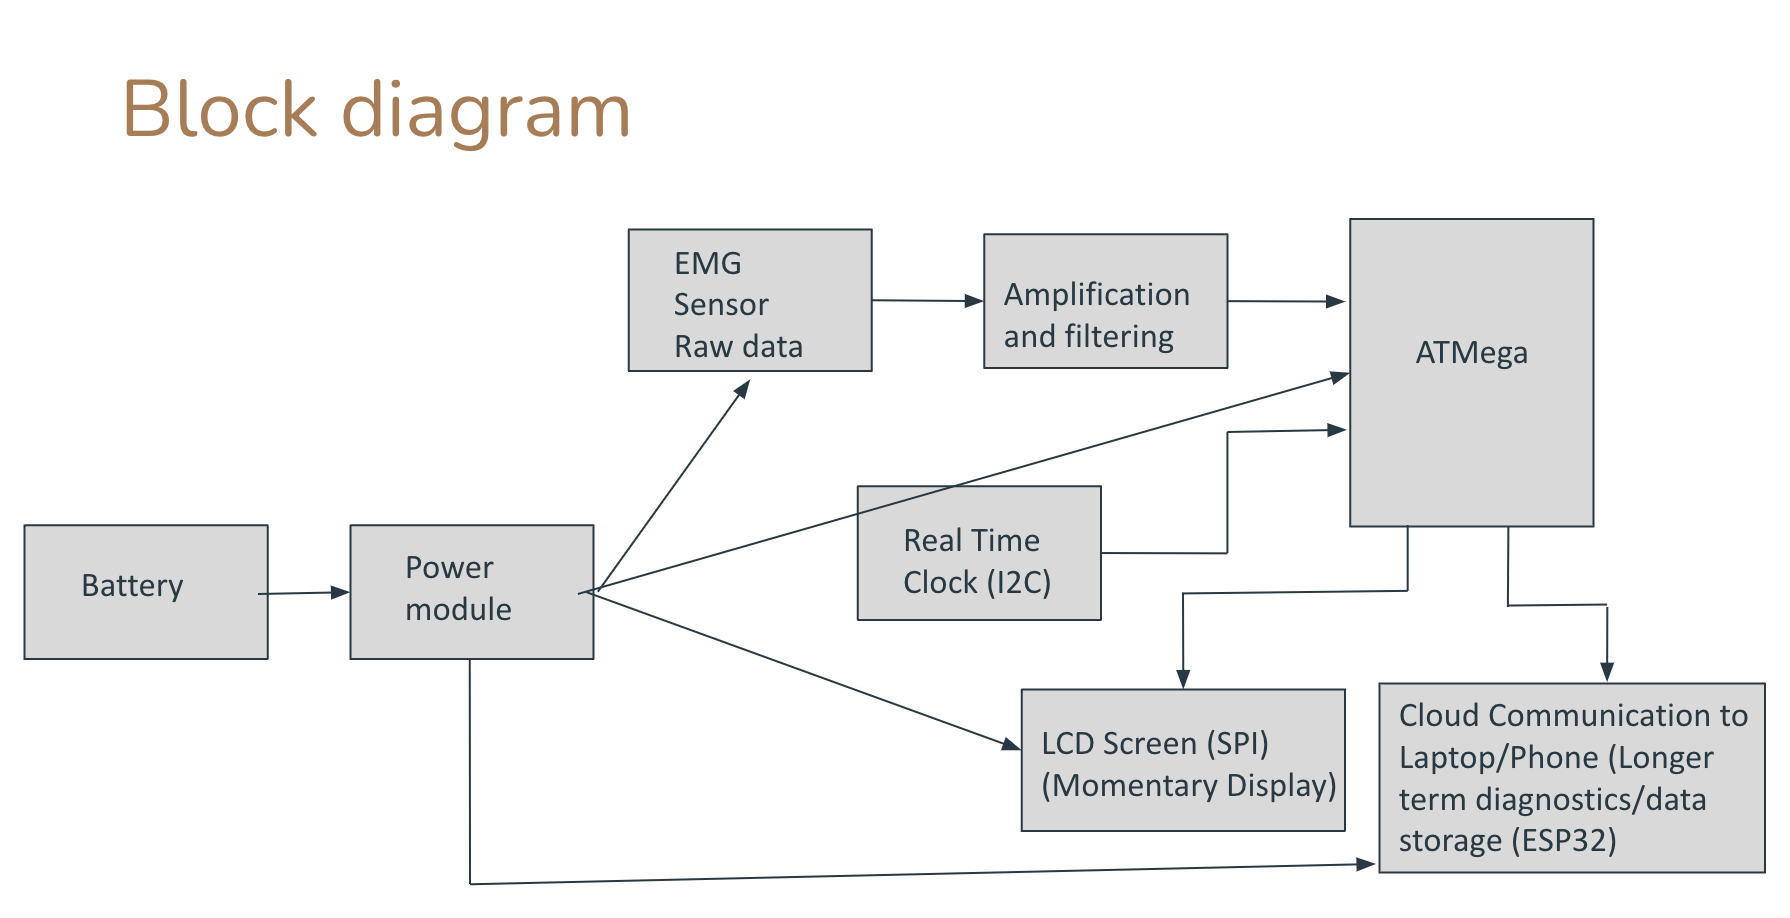 Block diagram
EMG
Sensor
Raw data
Amplification
and filtering
ATMega
Battery
Power
module
Real Time
Clock (I2C)
LCD Screen (SPI)
(Momentary Display)
Cloud Communication to
Laptop/Phone (Longer
term diagnostics/data
storage (ESP32)